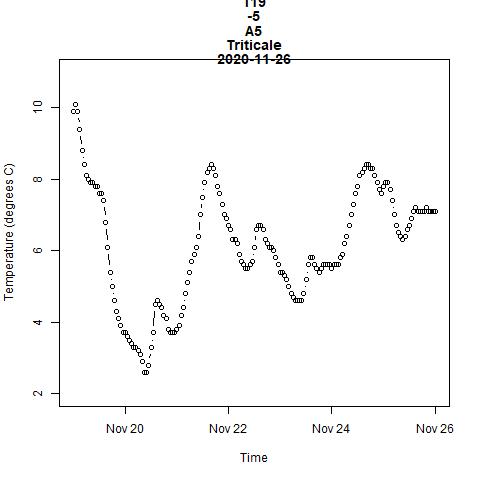 T19
-5
A5
Triticale
2020-11-26
10
8
6
4
2
Temperature (degrees C)
Nov 20
Nov 22
Nov 24
Nov 26
Time